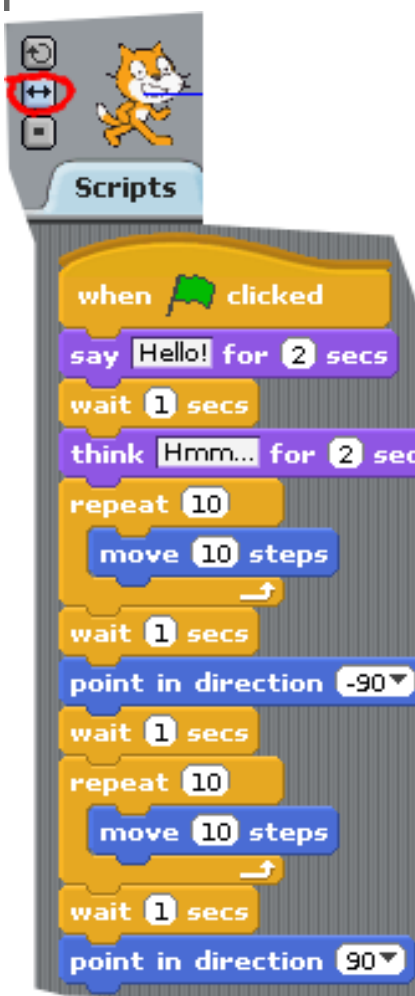 Scripts
when clicked
say Hello! for 2 secs
wait 1 secs
think Hmm... for 2
repeat 10
move 10 steps
wait 1 secs
point in direction -90
wait 1 secs
repeat 10
move 10 steps
wait 1 secs
point in direction 90